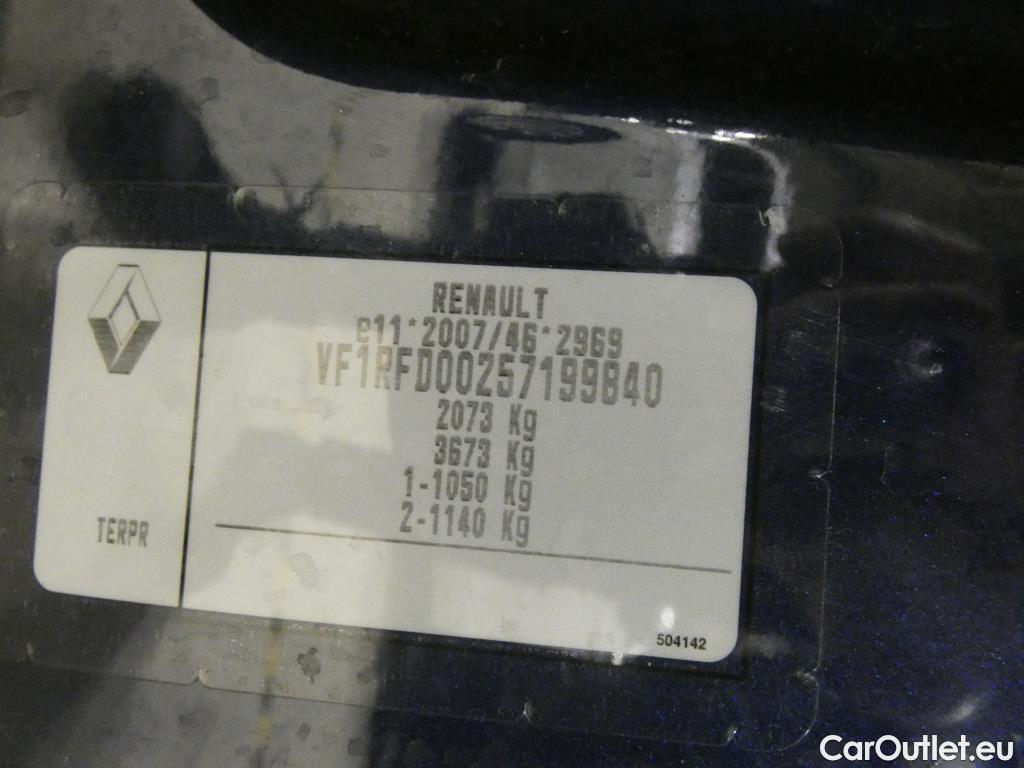 RENAULT
e11*2007/46*2969
VF1RFD00257199840
2073 Kg
3673 Kg
1-1050 Kg
2-1140 Kg
TERPR
504142
CarOutlet.eu